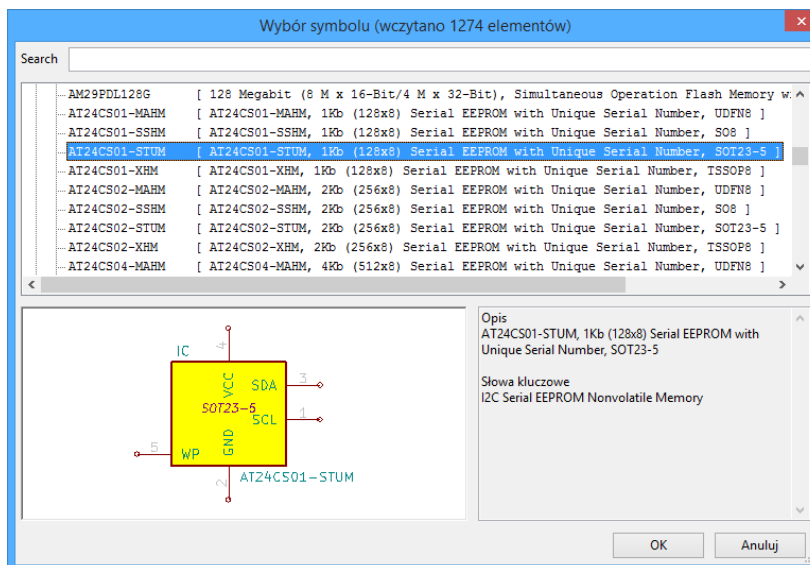 Wybór symbolu (wczytano 1274 elementów)
Search
AM29PDL128G [ 128 Megabit (8 M x 16-Bit/4 M x 32-Bit), Simultaneous Operation Flash Memory
AT24CS01-MAHM [ AT24CS01-MAHM, 1Kb (128x8) Serial EEPROM with Unique Serial Number, UDFN8 ]
AT24CS01-SSHM [ AT24CS01-SSHM, 1Kb (128x8) Serial EEPROM with Unique Serial Number, SO8 ]
AT24CS01-STUM [ AT24CS01-STUM, 1Kb (128x8) Serial EEPROM with Unique Serial Number, SOT23-5 ]
AT24CS01-XHM [ AT24CS01-XHM, 1Kb (128x8) Serial EEPROM with Unique Serial Number, TSSOP8 ]
AT24CS02-MAHM [ AT24CS02-MAHM, 2Kb (256x8) Serial EEPROM with Unique Serial Number, UDFN8 ]
AT24CS02-SSHM [ AT24CS02-SSHM, 2Kb (256x8) Serial EEPROM with Unique Serial Number, SO8 ]
AT24CS02-STUM [ AT24CS02-STUM, 2Kb (256x8) Serial EEPROM with Unique Serial Number, SOT23-5 ]
AT24CS02-XHM [ AT24CS02-XHM, 2Kb (256x8) Serial EEPROM with Unique Serial Number, TSSOP8 ]
AT24CS04-MAHM [ AT24CS04-MAHM, 4Kb (512x8) Serial EEPROM with Unique Serial Number, UDFN8 ]
IC
4
VCC
SDA
3
SOT23-5
SCL
1
5
WP
GND
2
AT24CS01-STUM
Opis
AT24CS01-STUM, 1Kb (128x8) Serial EEPROM with
Unique Serial Number, SOT23-5
Słowa kluczowe
I2C Serial EEPROM Nonvolatile Memory
OK
Anuluj